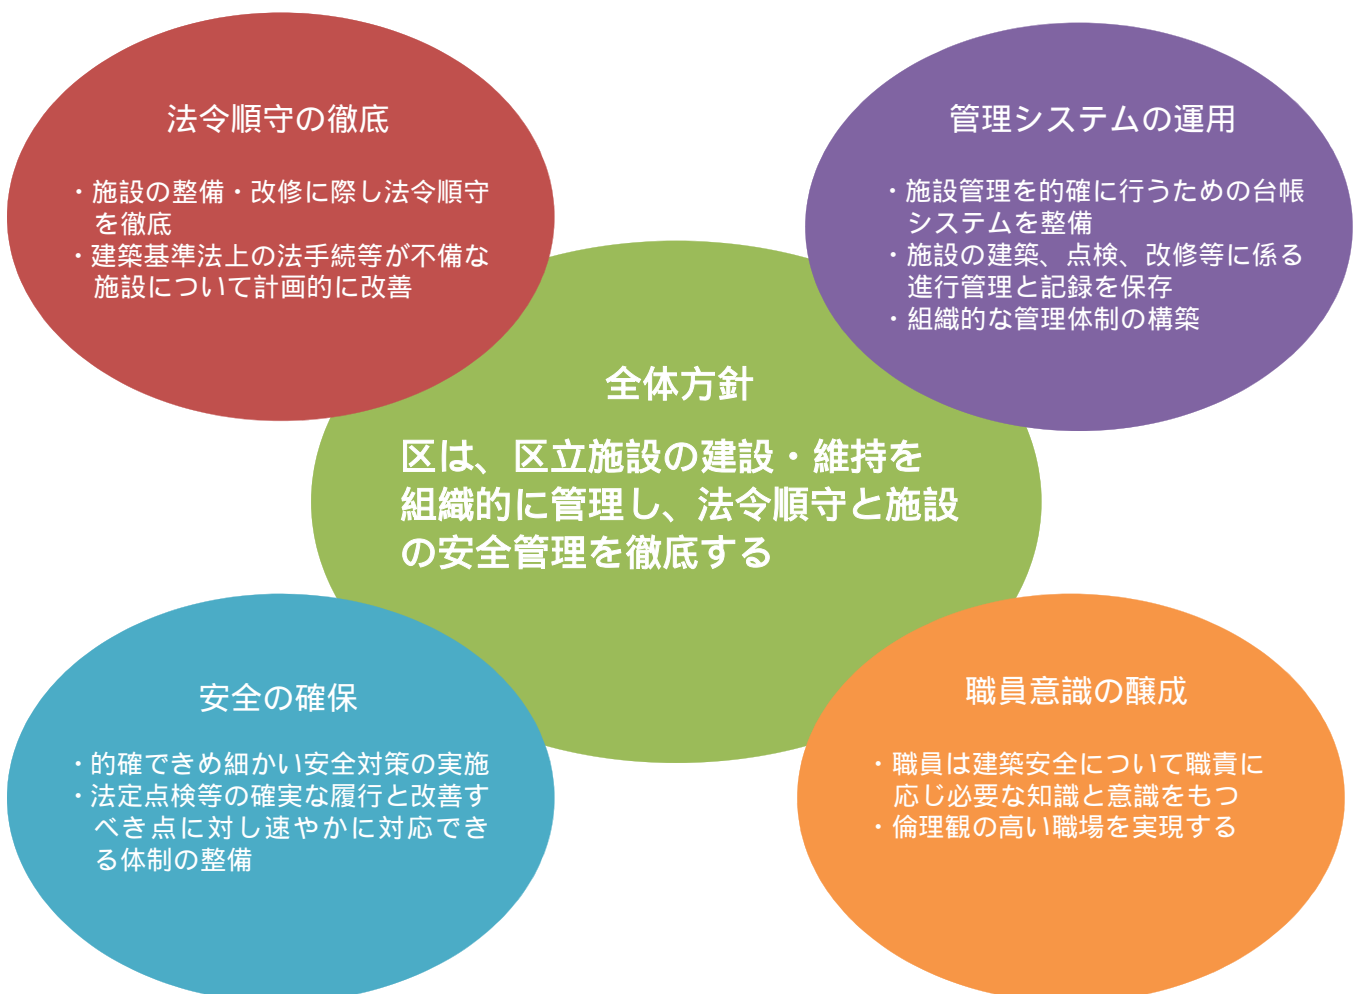 法令順守の徹底
・施設の整備・改修に際し法令順守
を徹底
・建築基準法上の法手続等が不備な
施設について計画的に改善
管理システムの運用
・施設管理を的確に行うための台帳
システムを整備
・施設の建築、点検、改修等に係る
進行管理と記録を保存
・組織的な管理体制の構築
全体方針
区は、区立施設の建設・維持を
組織的に管理し、法令順守と施設
の安全管理を徹底する
安全の確保
・的確できめ細かい安全対策の実施
・法定点検等の確実な履行と改善す
べき点に対し速やかに対応でき
る体制の整備
職員意識の醸成
・職員は建築安全について職責に
応じ必要な知識と意識をもつ
・倫理観の高い職場を実現する